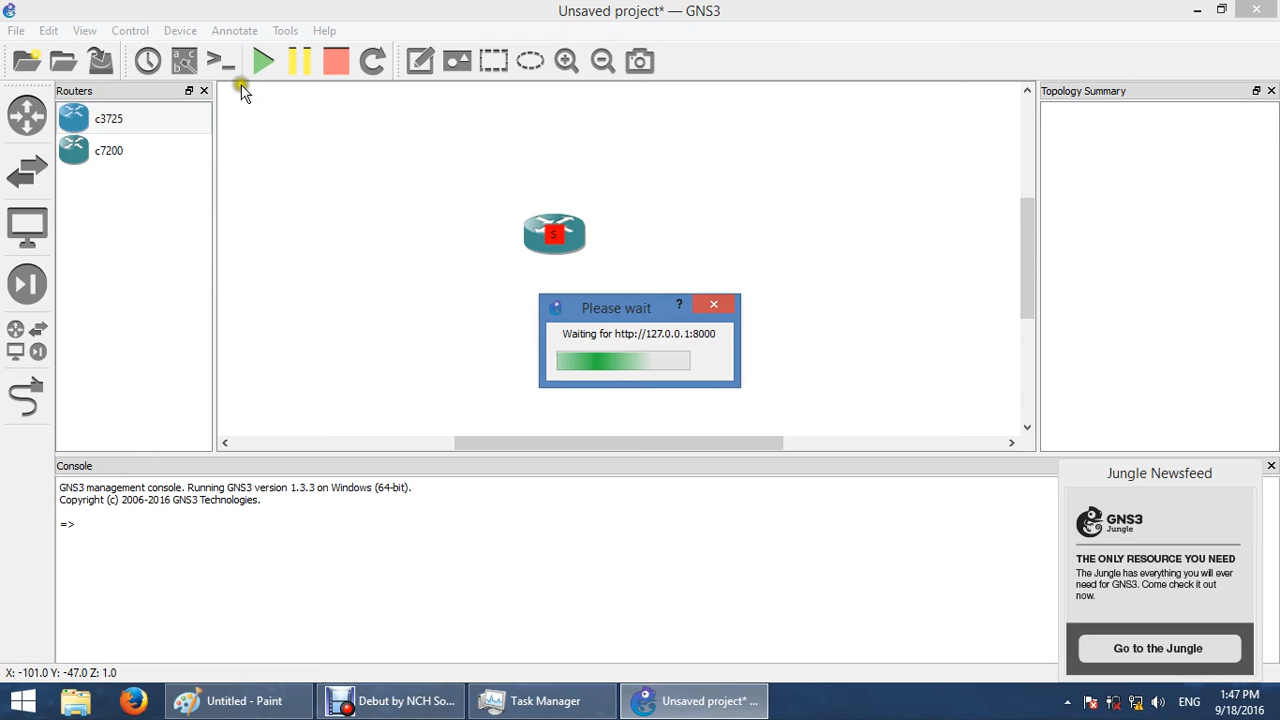 Unsaved project* — GNS3
File Edit View Control Device Annotate Tools Help
Routers
Topology Summary
c3725
c7200
S
Please wait
?
Waiting for http://127.0.0.1:8000
Console
GNS3 management console. Running GNS3 version 1.3.3 on Windows (64-bit).
Copyright (c) 2006-2016 GNS3 Technologies.
=>
Jungle Newsfeed
GNS3
Jungle
THE ONLY RESOURCE YOU NEED
The Jungle has everything you will ever
need for GNS3. Come check it out
now.
Go to the Jungle
X: -101.0 Y: -47.0 Z: 1.0
Untitled - Paint
Debut by NCH So...
Task Manager
Unsaved project* ...
ENG
1:47 PM
9/18/2016